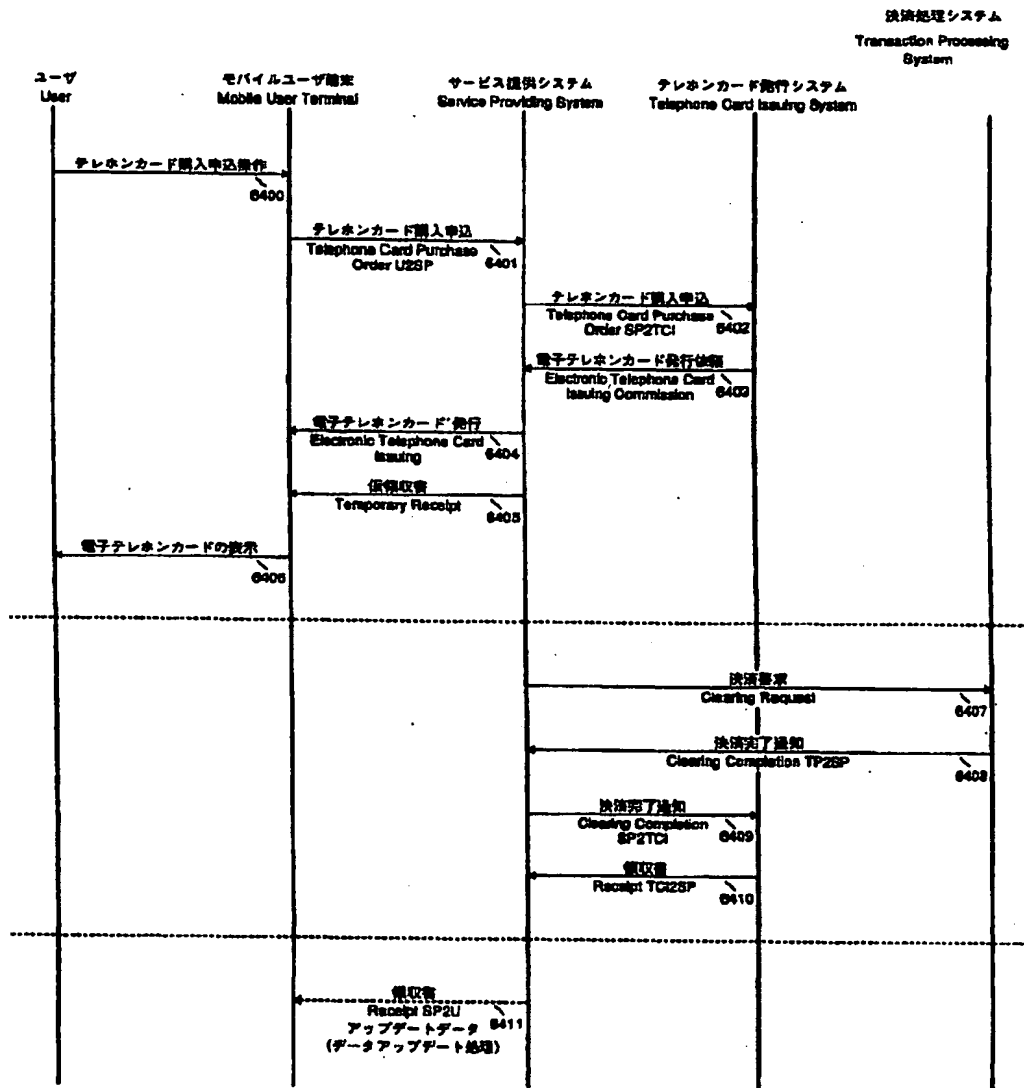 決済処理システム
Transaction Processing
System
ユーザ
User
モバイルユーザ端末
Mobile User Terminal
サービス提供システム
Service Providing System
テレホンカード発行システム
Telephone Card Issuing System
テレホンカード購入申込操作
6400
テレホンカード購入申込
Telephone Card Purchase
Order U2SP
6401
テレホンカード購入申込
Telephone Card Purchase
Order SP2TCI
6402
電子テレホンカード発行依頼
Electronic Telephone Card
Issuing Commission
6403
電子テレホンカード発行
Electronic Telephone Card
Issuing
6404
仮領収書
Temporary Receipt
6405
電子テレホンカードの表示
6406
決済要求
Clearing Request
6407
決済完了通知
Clearing Completion TP2SP
6408
決済完了通知
Clearing Completion
SP2TCI
6409
領収書
Receipt TCI2SP
6410
領収書
Receipt SP2U
6411
アップデートデータ
(データアップデート処理)